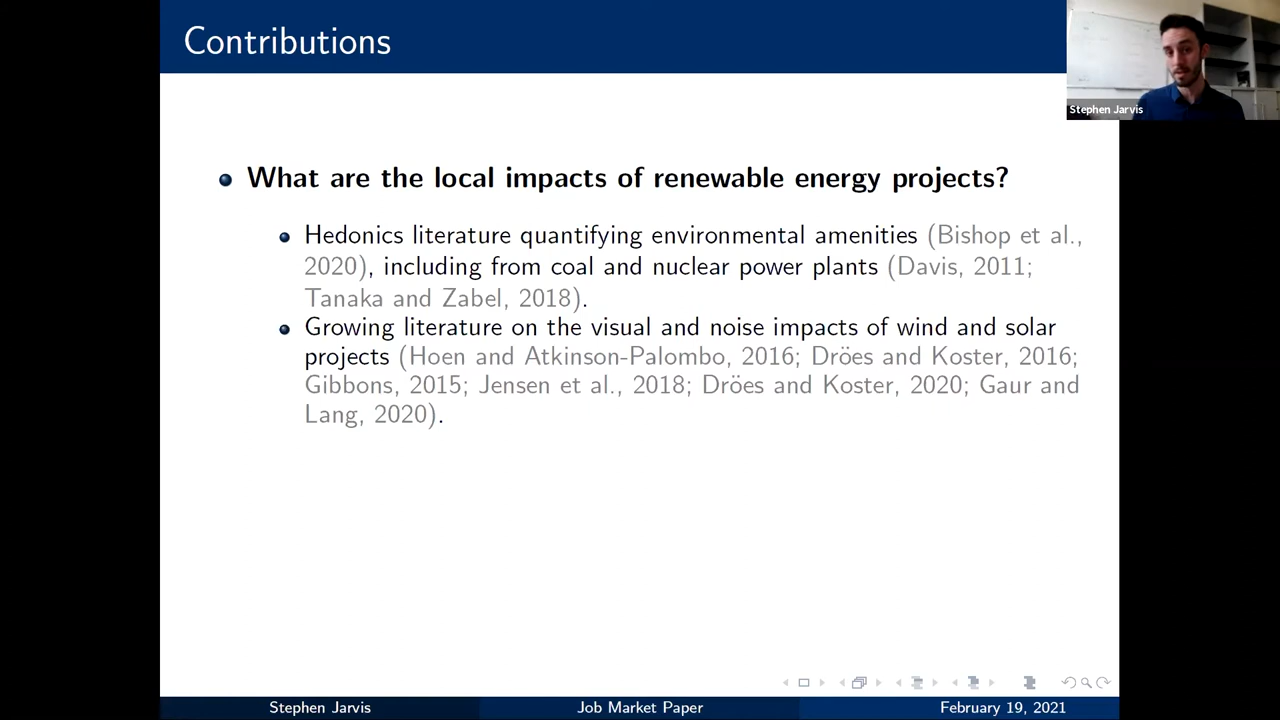 Contributions
Stephen Jarvis
What are the local impacts of renewable energy projects?
Hedonics literature quantifying environmental amenities (Bishop et al.,
2020), including from coal and nuclear power plants (Davis, 2011;
Tanaka and Zabel, 2018).
Growing literature on the visual and noise impacts of wind and solar
projects (Hoen and Atkinson-Palombo, 2016; Dröes and Koster, 2016;
Gibbons, 2015; Jensen et al., 2018; Dröes and Koster, 2020; Gaur and
Lang, 2020).
Stephen Jarvis
Job Market Paper
February 19, 2021